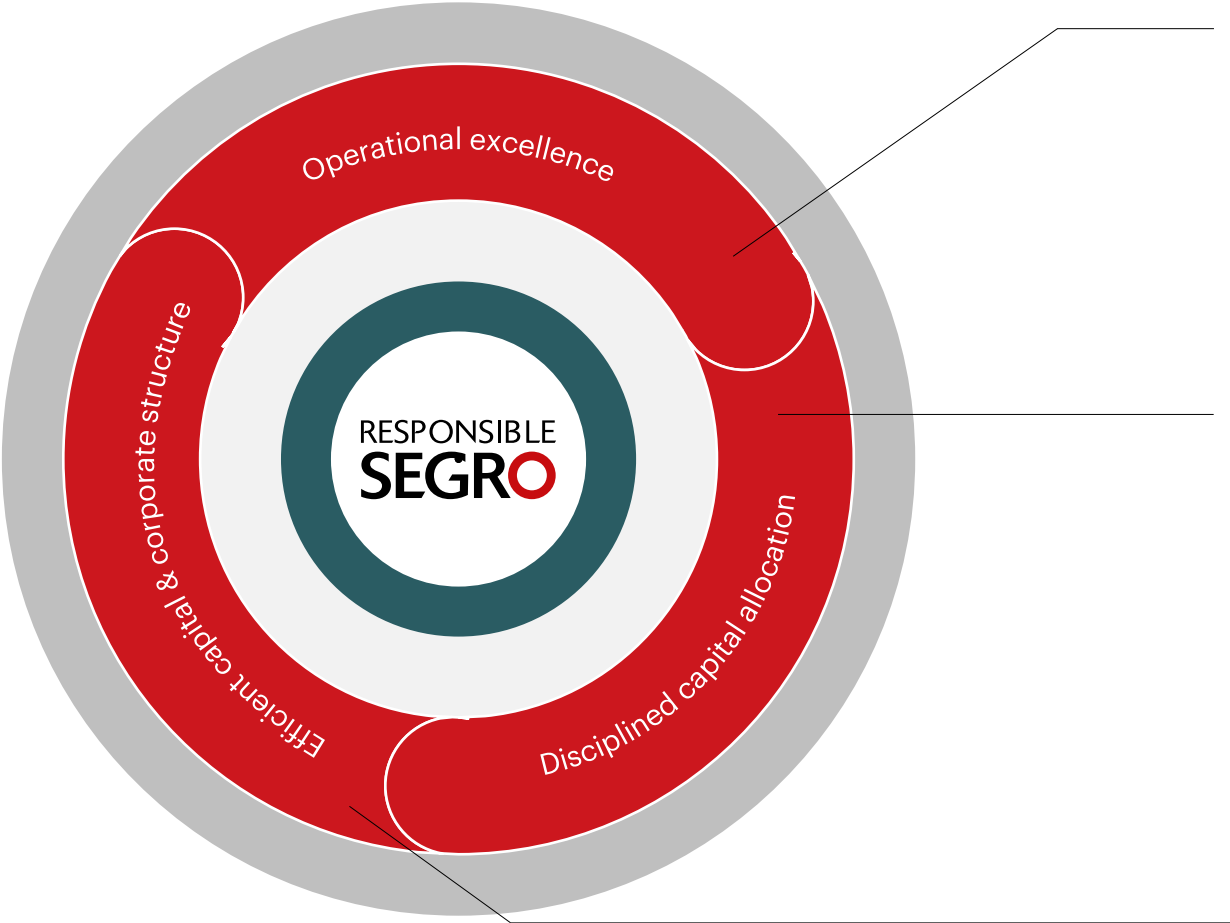 Operational excellence
Efficient capital & corporate structure
RESPONSIBLE
SEGRO
Disciplined capital allocation